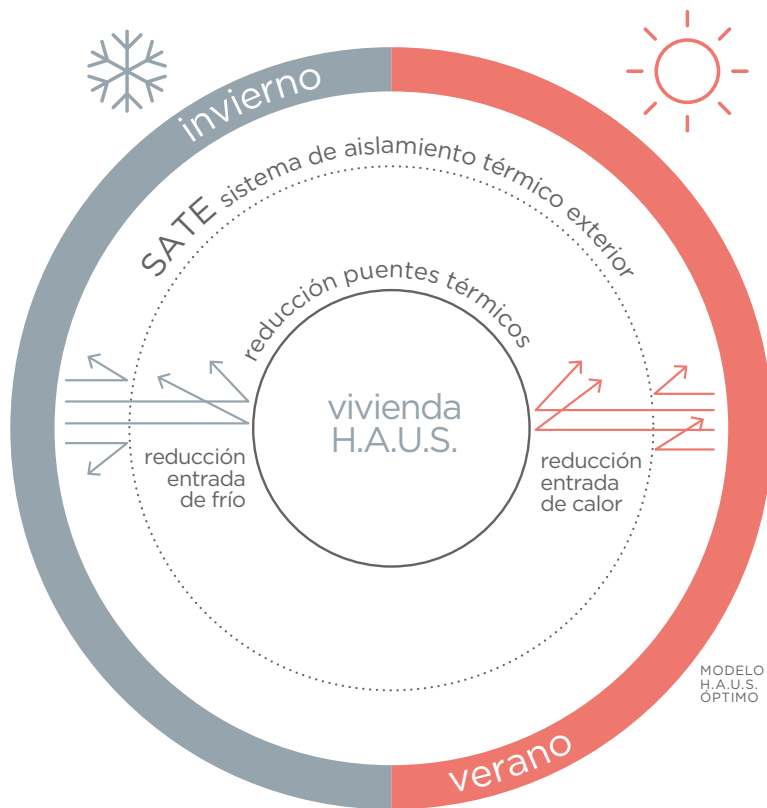 invierno
SATE sistema de aislamiento térmico exterior
reducción puentes térmicos
vivienda
H.A.U.S.
reducción
entrada
de frío
reducción
entrada
de calor
MODELO
H.A.U.S.
ÓPTIMO
verano